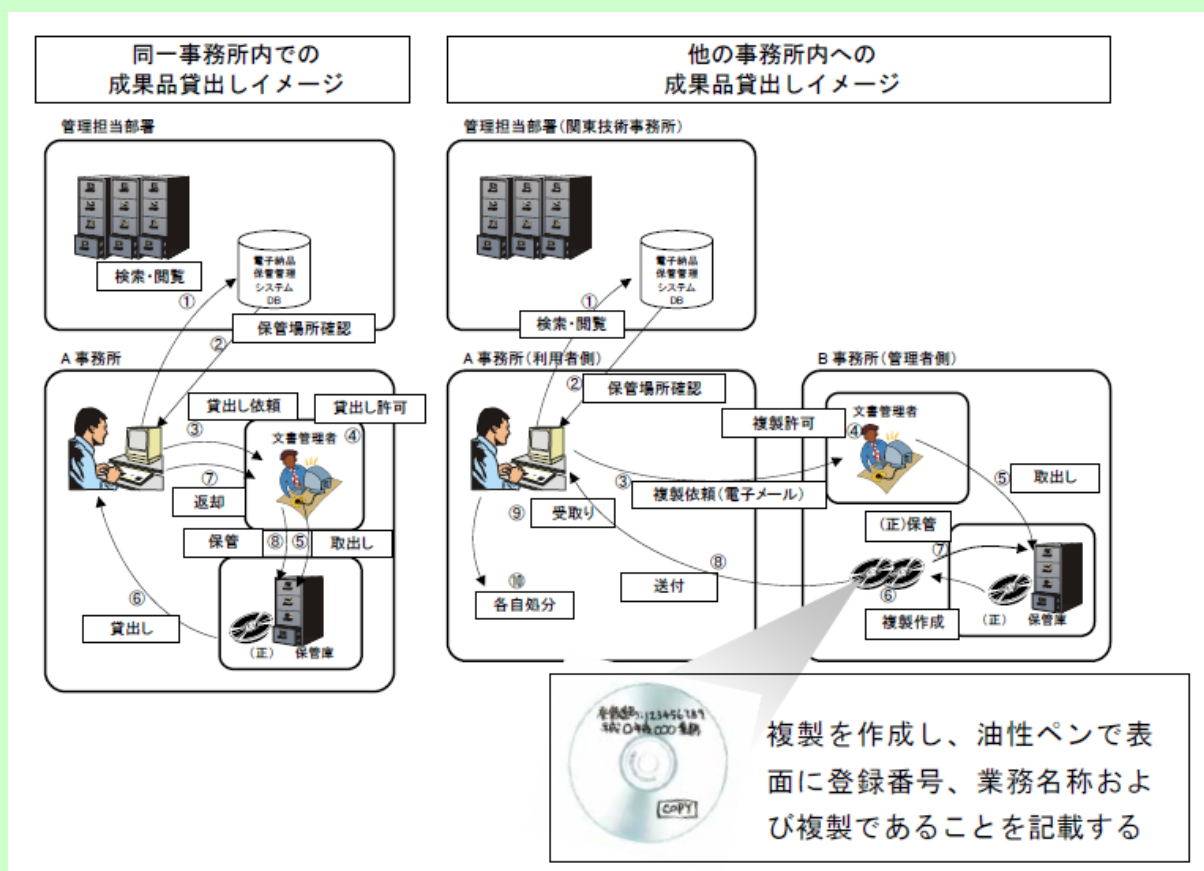 同一事務所内での
成果品貸出しイメージ
管理担当部署
検索・閲覧
①
電子納品
保管管理
システム
DB
②
保管場所確認
A 事務所
貸出し依頼
貸出し許可
③
文書管理者
④
⑦
返却
保管
⑧
⑤
取出し
⑥
貸出し
(正)
保管庫
他の事務所内への
成果品貸出しイメージ
管理担当部署(関東技術事務所)
電子納品
保管管理
システム
DB
①
検索・閲覧
A 事務所(利用者側)
②
保管場所確認
B 事務所(管理者側)
複製許可
文書管理者
④
③
複製依頼(電子メール)
⑤
取出し
⑨
受取り
(正)保管
⑦
⑧
送付
⑩
各自処分
⑥
複製作成
(正)
保管庫
123456789
COPY
複製を作成し、油性ペンで表
面に登録番号、業務名称およ
び複製であることを記載する